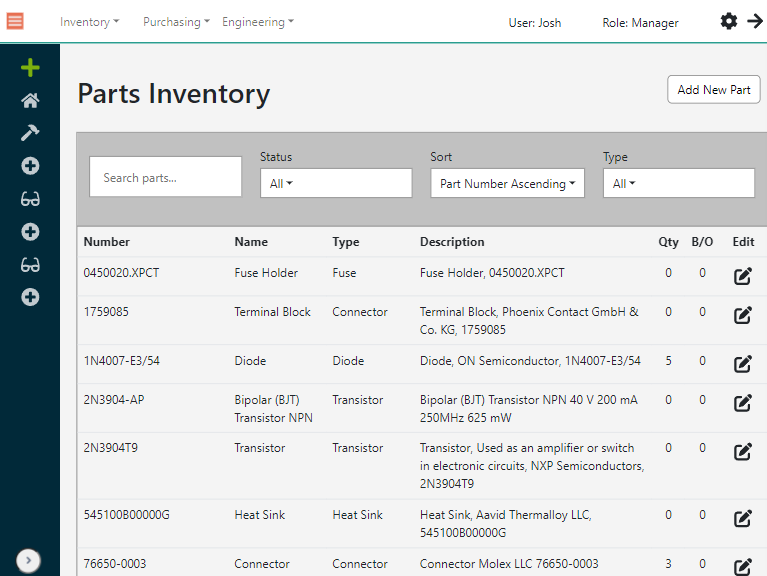 Inventory Purchasing Engineering User: Josh Role: Manager
Parts Inventory
Add New Part
Status Sort Type
Search parts... All Part Number Ascending All
Number Name Type Description Qty B/O Edit
0450020.XPCT Fuse Holder Fuse Fuse Holder, 0450020.XPCT 0 0
1759085 Terminal Block Connector Terminal Block, Phoenix Contact GmbH & 0 0
Co. KG, 1759085
1N4007-E3/54 Diode Diode Diode, ON Semiconductor, 1N4007-E3/54 5 0
2N3904-AP Bipolar (BJT) Transistor Bipolar (BJT) Transistor NPN 40 V 200 mA 0 0
Transistor NPN 250MHz 625 mW
2N3904T9 Transistor Transistor Transistor, Used as an amplifier or switch 0 0
in electronic circuits, NXP Semiconductors,
2N3904T9
545100B00000G Heat Sink Heat Sink Heat Sink, Aavid Thermalloy LLC, 0 0
545100B00000G
76650-0003 Connector Connector Connector Molex LLC 76650-0003 3 0